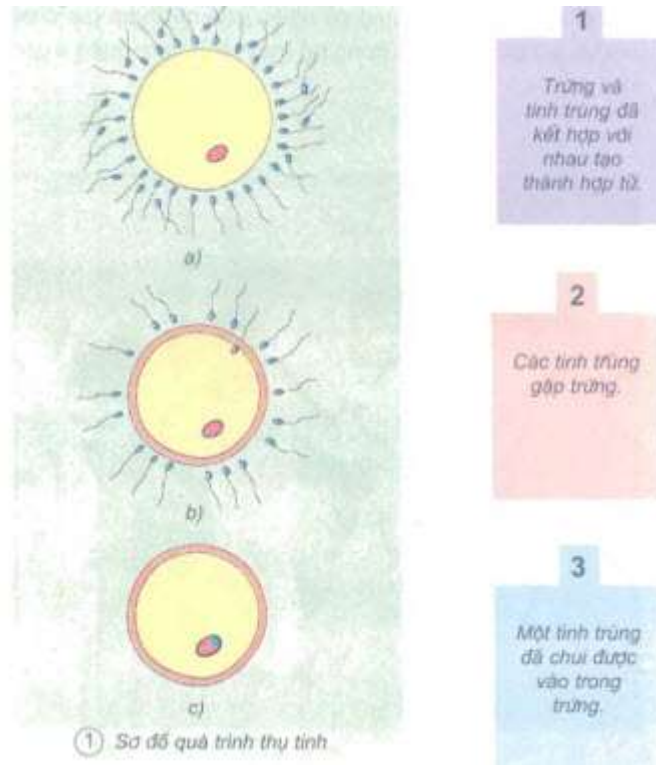 a)
b)
c)
① Sơ đồ quá trình thụ tinh
1
Trứng và
tinh trùng đã
kết hợp với
nhau tạo
thành hợp tử.
2
Các tinh trùng
gặp trứng.
3
Một tinh trùng
đã chui được
vào trong
trứng.